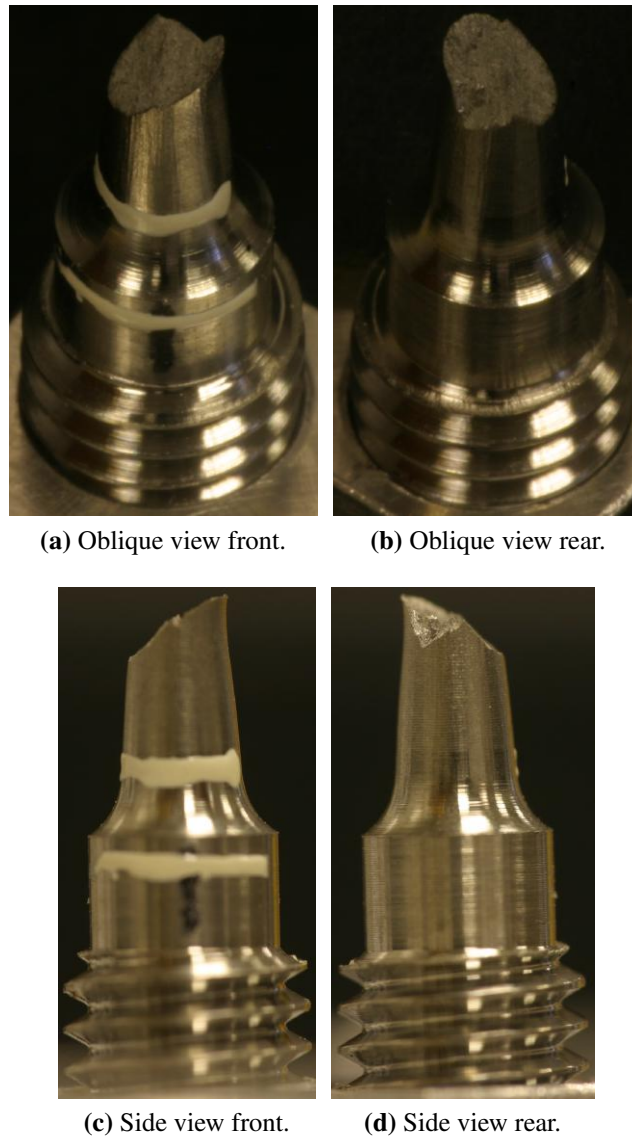 (a) Oblique view front.
(b) Oblique view rear.
(c) Side view front.
(d) Side view rear.